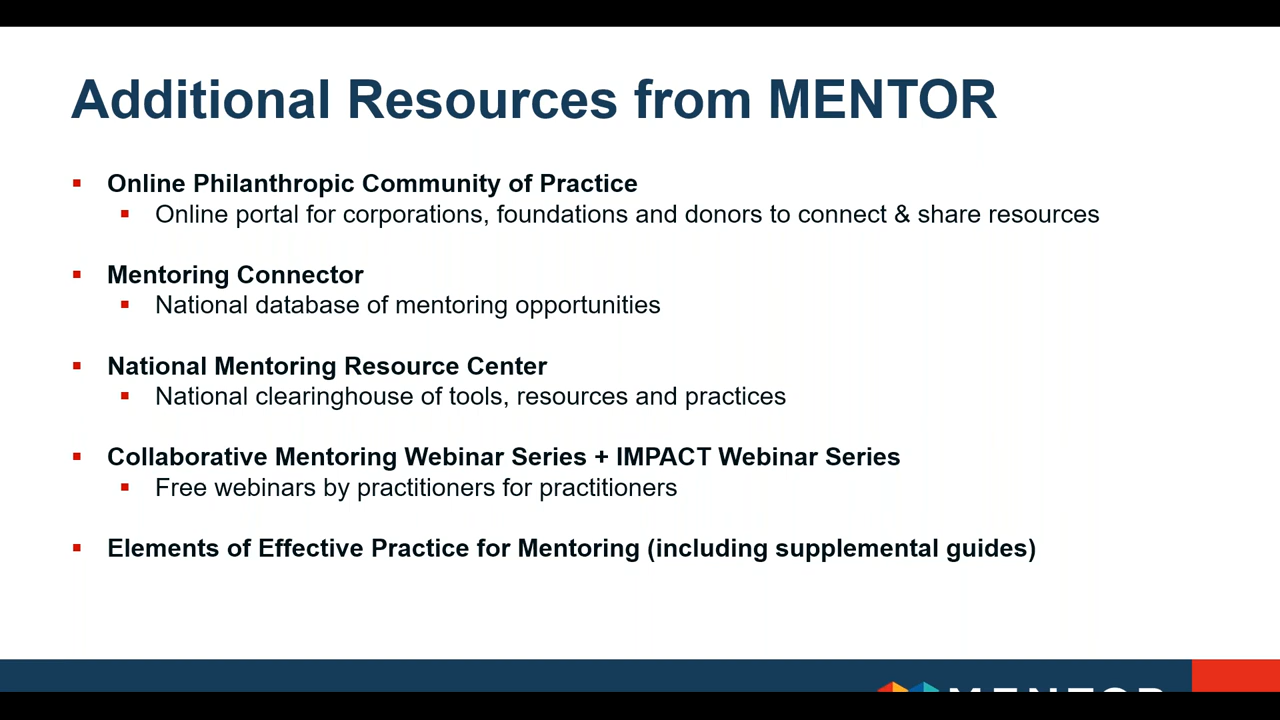 Additional Resources from MENTOR
Online Philanthropic Community of Practice
Online portal for corporations, foundations and donors to connect & share resources
Mentoring Connector
National database of mentoring opportunities
National Mentoring Resource Center
National clearinghouse of tools, resources and practices
Collaborative Mentoring Webinar Series + IMPACT Webinar Series
Free webinars by practitioners for practitioners
Elements of Effective Practice for Mentoring (including supplemental guides)
MENTOR